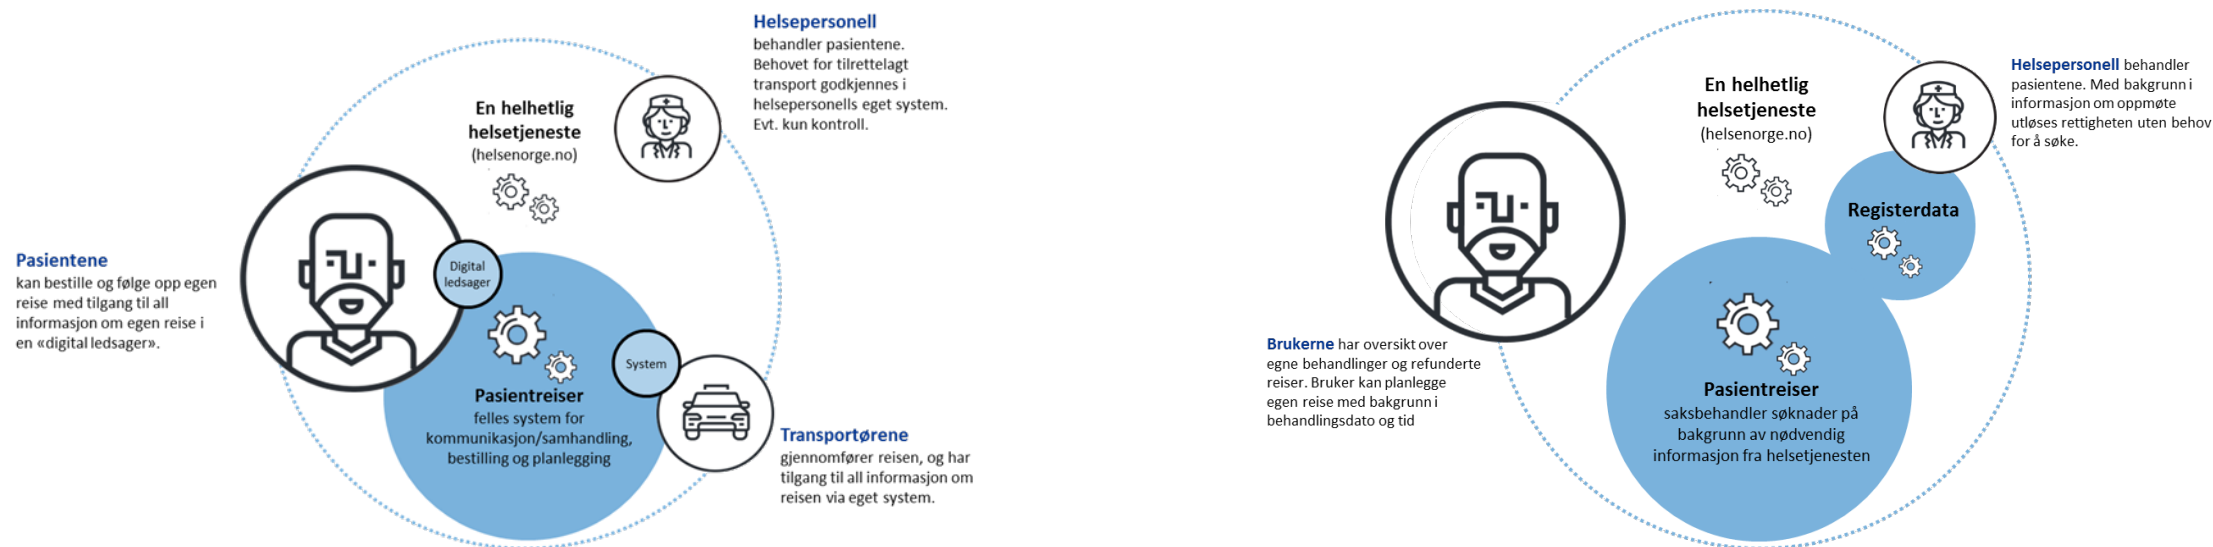 Helsepersonell
behandler pasientene.
Behovet for tilrettelagt
transport godkjennes i
helsepersonells eget system.
Evt. kun kontroll.
En helhetlig
helsetjeneste
(helsenorge.no)
Pasientene
kan bestille og følge opp egen
reise med tilgang til all
informasjon om egen reise i
en «digital ledsager».
Digital
ledsager
System
Pasientreiser
felles system for
kommunikasjon/samhandling,
bestilling og planlegging
Transportørene
gjennomfører reisen, og har
tilgang til all informasjon om
reisen via eget system.
En helhetlig
helsetjeneste
(helsenorge.no)
Helsepersonell behandler
pasientene. Med bakgrunn i
informasjon om oppmøte
utløses rettigheten uten behov
for å søke.
Registerdata
Brukerne har oversikt over
egne behandlinger og refunderte
reiser. Bruker kan planlegge
egen reise med bakgrunn i
behandlingsdato og tid
Pasientreiser
saksbehandler søknader på
bakgrunn av nødvendig
informasjon fra helsetjenesten